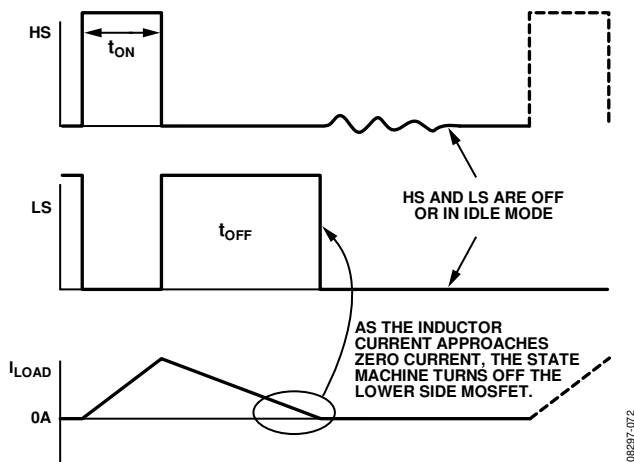 HS
tON
HS AND LS ARE OFF
OR IN IDLE MODE
LS
tOFF
AS THE INDUCTOR
CURRENT APPROACHES
ZERO CURRENT, THE STATE
MACHINE TURNS OFF THE
LOWER SIDE MOSFET.
ILOAD
0A
08297-072